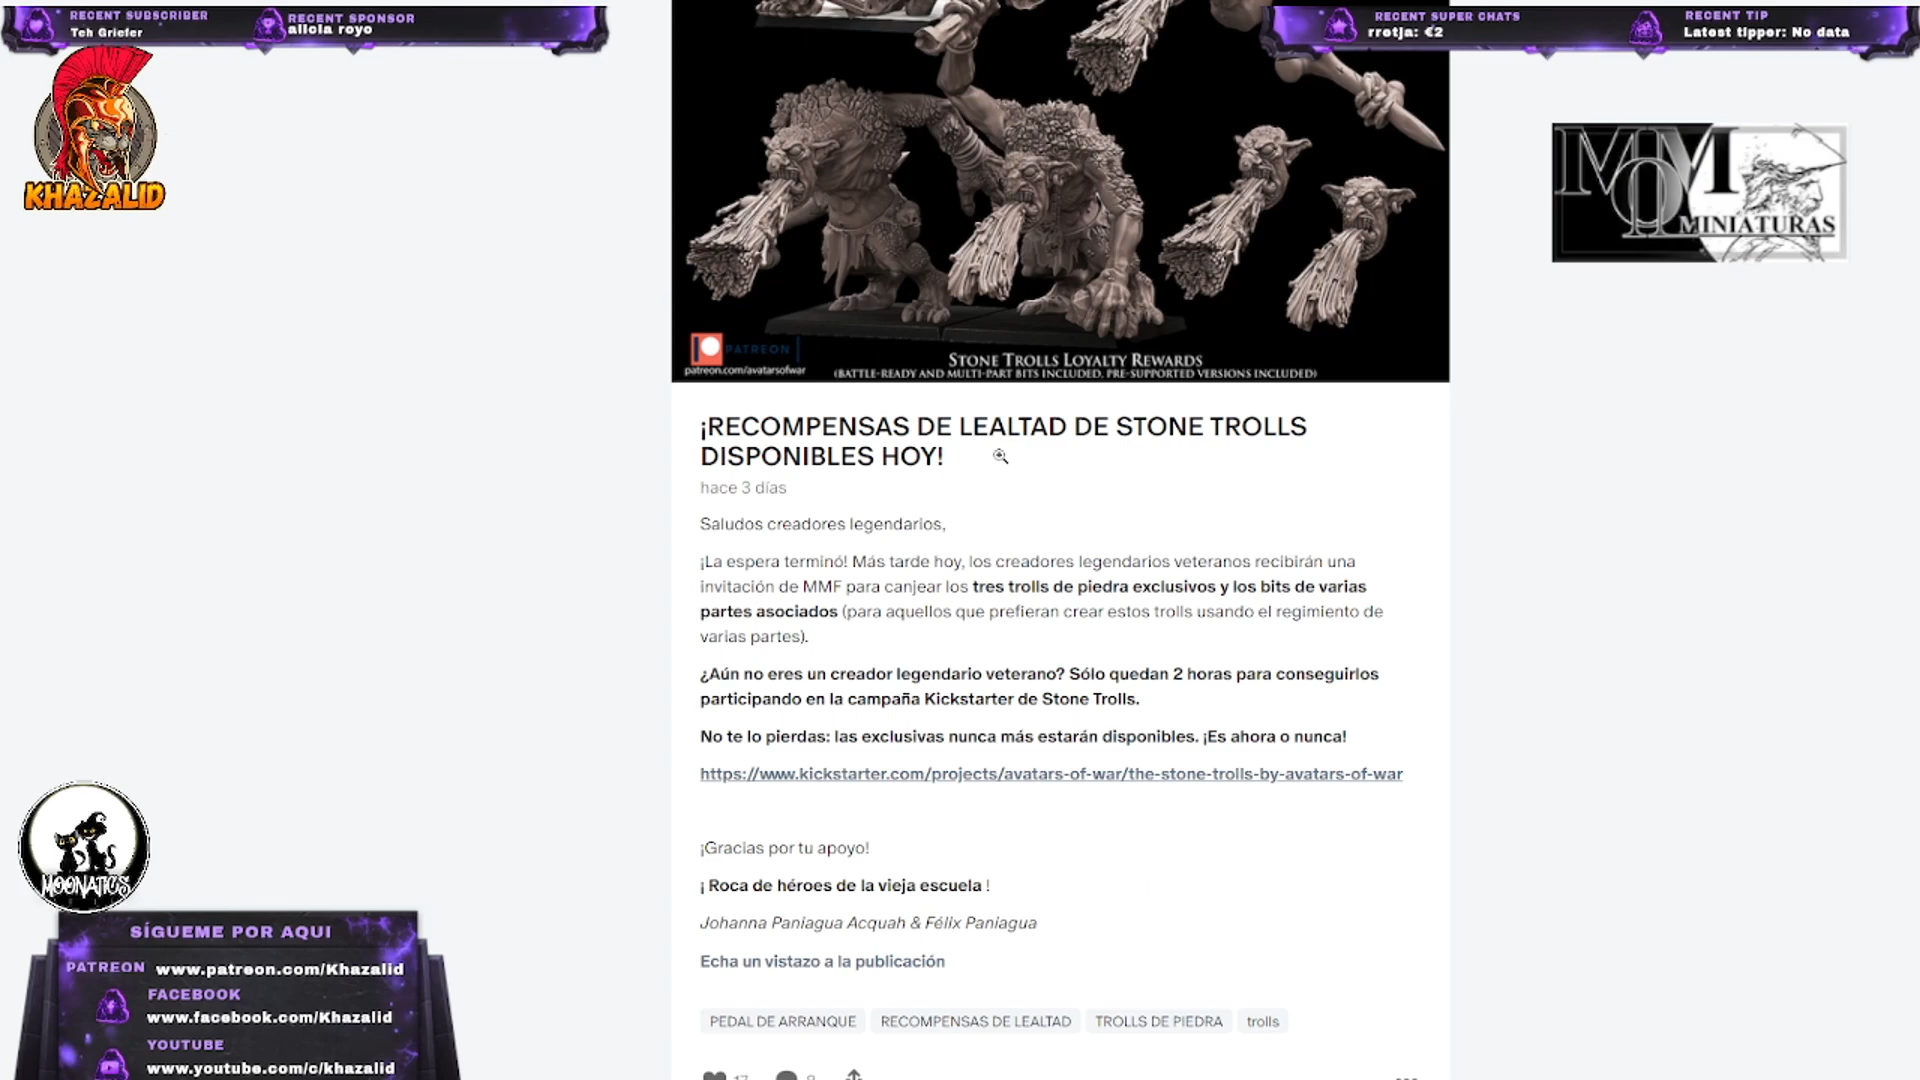 RECENT SUBSCRIBER
Teh Griefer
RECENT SPONSOR
alicia royo
RECENT SUPER CHATS
rretja: €2
RECENT TIP
Latest tipper: No data
KHAZALID
MOM
MINIATURAS
PATREON
patreon.com/avatarsofwar
STONE TROLLS LOYALTY REWARDS
(BATTLE-READY AND MULTI-PART BITS INCLUDED, PRE-SUPPORTED VERSIONS INCLUDED)
¡RECOMPENSAS DE LEALTAD DE STONE TROLLS
DISPONIBLES HOY!
hace 3 días
Saludos creadores legendarios,
¡La espera terminó! Más tarde hoy, los creadores legendarios veteranos recibirán una
invitación de MMF para canjear los tres trolls de piedra exclusivos y los bits de varias
partes asociados (para aquellos que prefieran crear estos trolls usando el regimiento de
varias partes).
¿Aún no eres un creador legendario veterano? Sólo quedan 2 horas para conseguirlos
participando en la campaña Kickstarter de Stone Trolls.
No te lo pierdas: las exclusivas nunca más estarán disponibles. ¡Es ahora o nunca!
https://www.kickstarter.com/projects/avatars-of-war/the-stone-trolls-by-avatars-of-war
¡Gracias por tu apoyo!
¡ Roca de héroes de la vieja escuela !
Johanna Paniagua Acquah & Félix Paniagua
Echa un vistazo a la publicación
PEDAL DE ARRANQUE
RECOMPENSAS DE LEALTAD
TROLLS DE PIEDRA
trolls
MOONATICS
SÍGUEME POR AQUI
PATREON www.patreon.com/Khazalid
FACEBOOK
www.facebook.com/Khazalid
YOUTUBE
www.youtube.com/c/khazalid